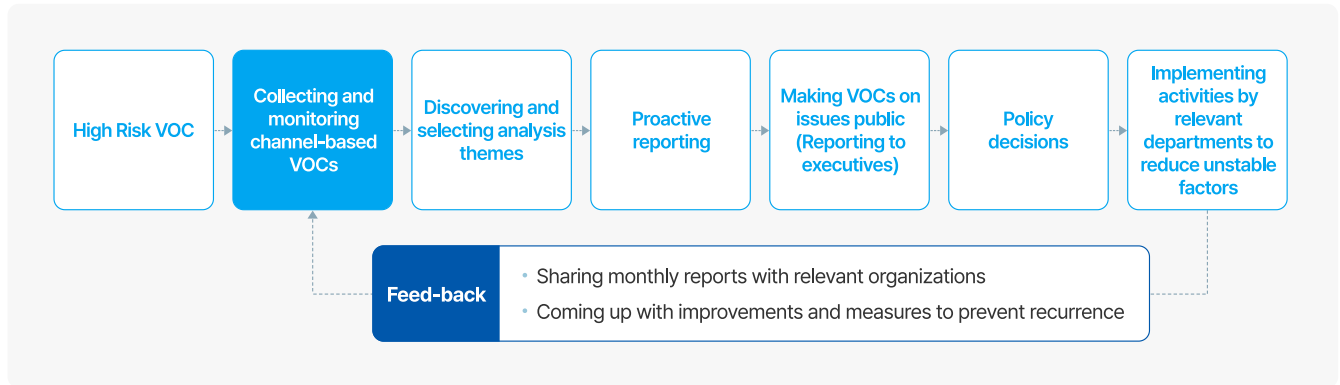 High Risk VOC
Collecting and
monitoring
channel-based
VOCs
Discovering and
selecting analysis
themes
Proactive
reporting
Making VOCs on
issues public
(Reporting to
executives)
Policy
decisions
Implementing
activities by
relevant
departments to
reduce unstable
factors
Feed-back
• Sharing monthly reports with relevant organizations
• Coming up with improvements and measures to prevent recurrence